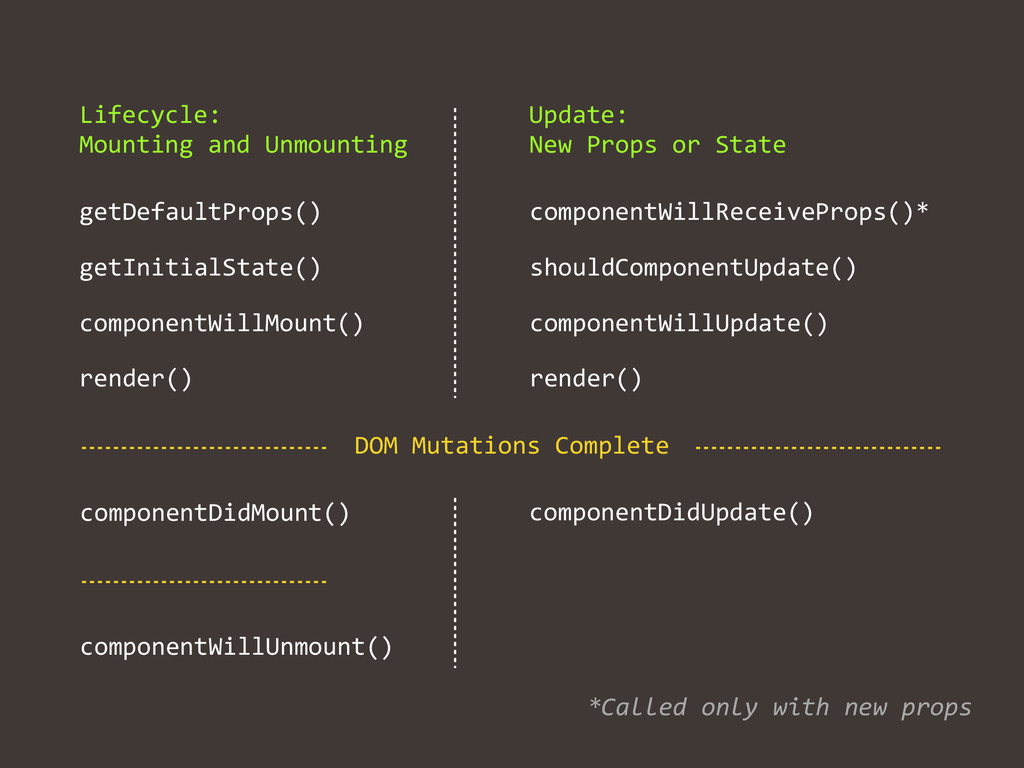 Lifecycle:
Mounting and Unmounting
getDefaultProps()
getInitialState()
componentWillMount()
render()
Update:
New Props or State
componentWillReceiveProps()*
shouldComponentUpdate()
componentWillUpdate()
render()
DOM Mutations Complete
componentDidMount()
componentWillUnmount()
componentDidUpdate()
*Called only with new props